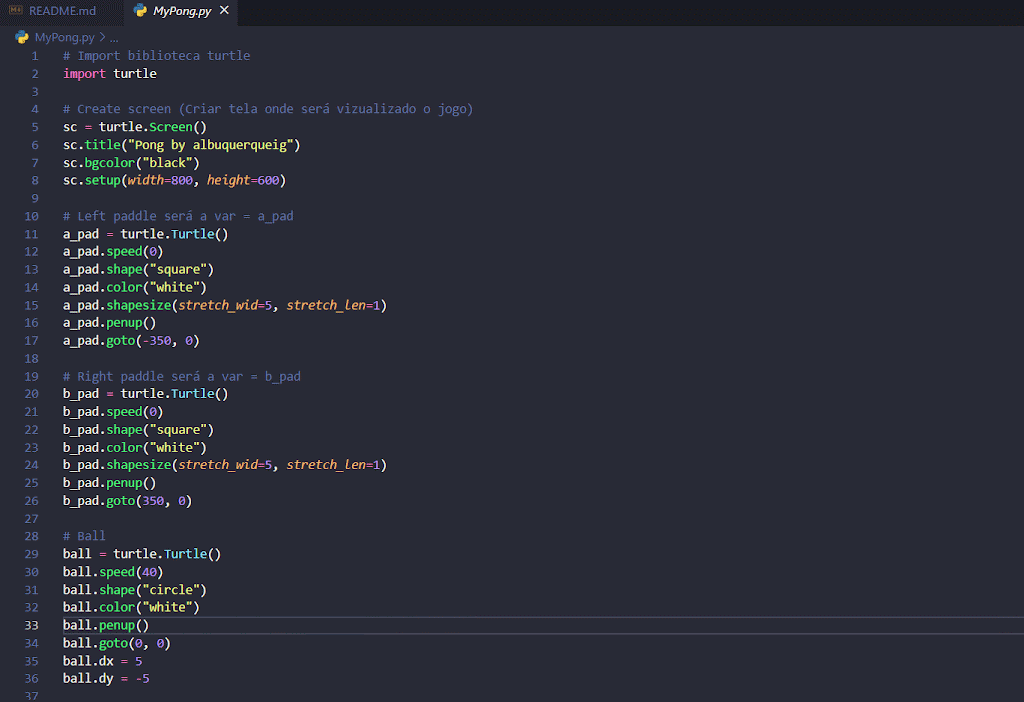 README.md MyPong.py ✕
MyPong.py > ...
1 # Import biblioteca turtle
2 import turtle
3
4 # Create screen (Criar tela onde será vizualizado o jogo)
5 sc = turtle.Screen()
6 sc.title("Pong by albuquerqueig")
7 sc.bgcolor("black")
8 sc.setup(width=800, height=600)
9
10 # Left paddle será a var = a_pad
11 a_pad = turtle.Turtle()
12 a_pad.speed(0)
13 a_pad.shape("square")
14 a_pad.color("white")
15 a_pad.shapesize(stretch_wid=5, stretch_len=1)
16 a_pad.penup()
17 a_pad.goto(-350, 0)
18
19 # Right paddle será a var = b_pad
20 b_pad = turtle.Turtle()
21 b_pad.speed(0)
22 b_pad.shape("square")
23 b_pad.color("white")
24 b_pad.shapesize(stretch_wid=5, stretch_len=1)
25 b_pad.penup()
26 b_pad.goto(350, 0)
27
28 # Ball
29 ball = turtle.Turtle()
30 ball.speed(40)
31 ball.shape("circle")
32 ball.color("white")
33 ball.penup()
34 ball.goto(0, 0)
35 ball.dx = 5
36 ball.dy = -5
37